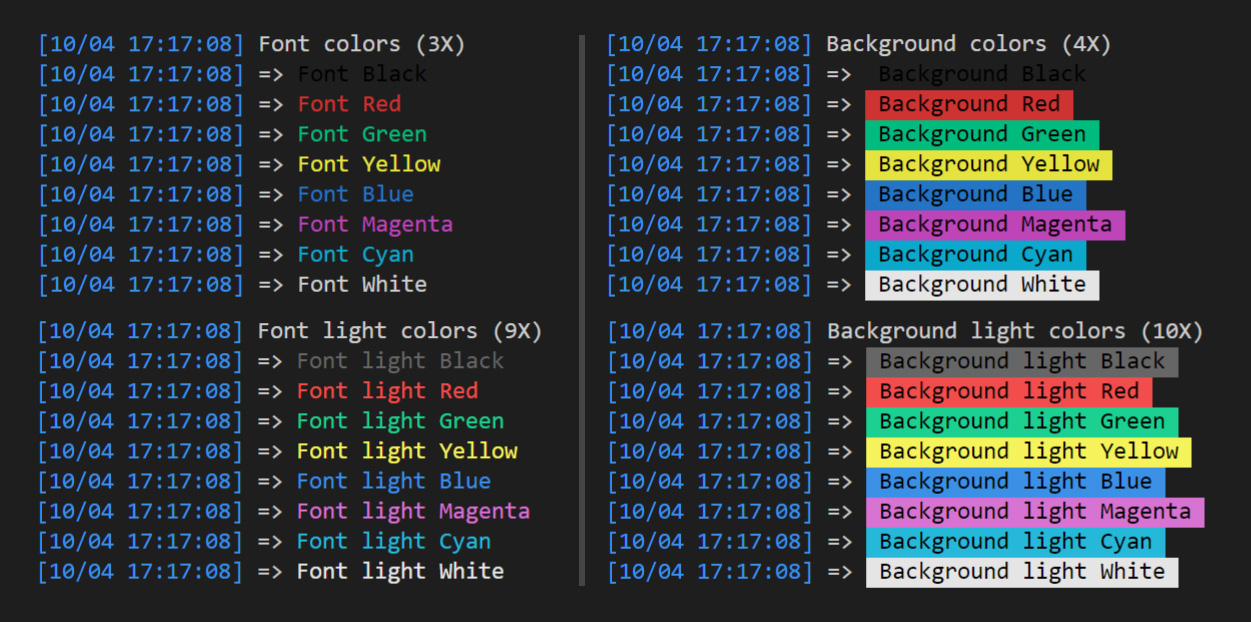 [10/04 17:17:08] Font colors (3X)
[10/04 17:17:08] => Font Black
[10/04 17:17:08] => Font Red
[10/04 17:17:08] => Font Green
[10/04 17:17:08] => Font Yellow
[10/04 17:17:08] => Font Blue
[10/04 17:17:08] => Font Magenta
[10/04 17:17:08] => Font Cyan
[10/04 17:17:08] => Font White
[10/04 17:17:08] Font light colors (9X)
[10/04 17:17:08] => Font light Black
[10/04 17:17:08] => Font light Red
[10/04 17:17:08] => Font light Green
[10/04 17:17:08] => Font light Yellow
[10/04 17:17:08] => Font light Blue
[10/04 17:17:08] => Font light Magenta
[10/04 17:17:08] => Font light Cyan
[10/04 17:17:08] => Font light White
[10/04 17:17:08] Background colors (4X)
[10/04 17:17:08] => Background Black
[10/04 17:17:08] => Background Red
[10/04 17:17:08] => Background Green
[10/04 17:17:08] => Background Yellow
[10/04 17:17:08] => Background Blue
[10/04 17:17:08] => Background Magenta
[10/04 17:17:08] => Background Cyan
[10/04 17:17:08] => Background White
[10/04 17:17:08] Background light colors (10X)
[10/04 17:17:08] => Background light Black
[10/04 17:17:08] => Background light Red
[10/04 17:17:08] => Background light Green
[10/04 17:17:08] => Background light Yellow
[10/04 17:17:08] => Background light Blue
[10/04 17:17:08] => Background light Magenta
[10/04 17:17:08] => Background light Cyan
[10/04 17:17:08] => Background light White